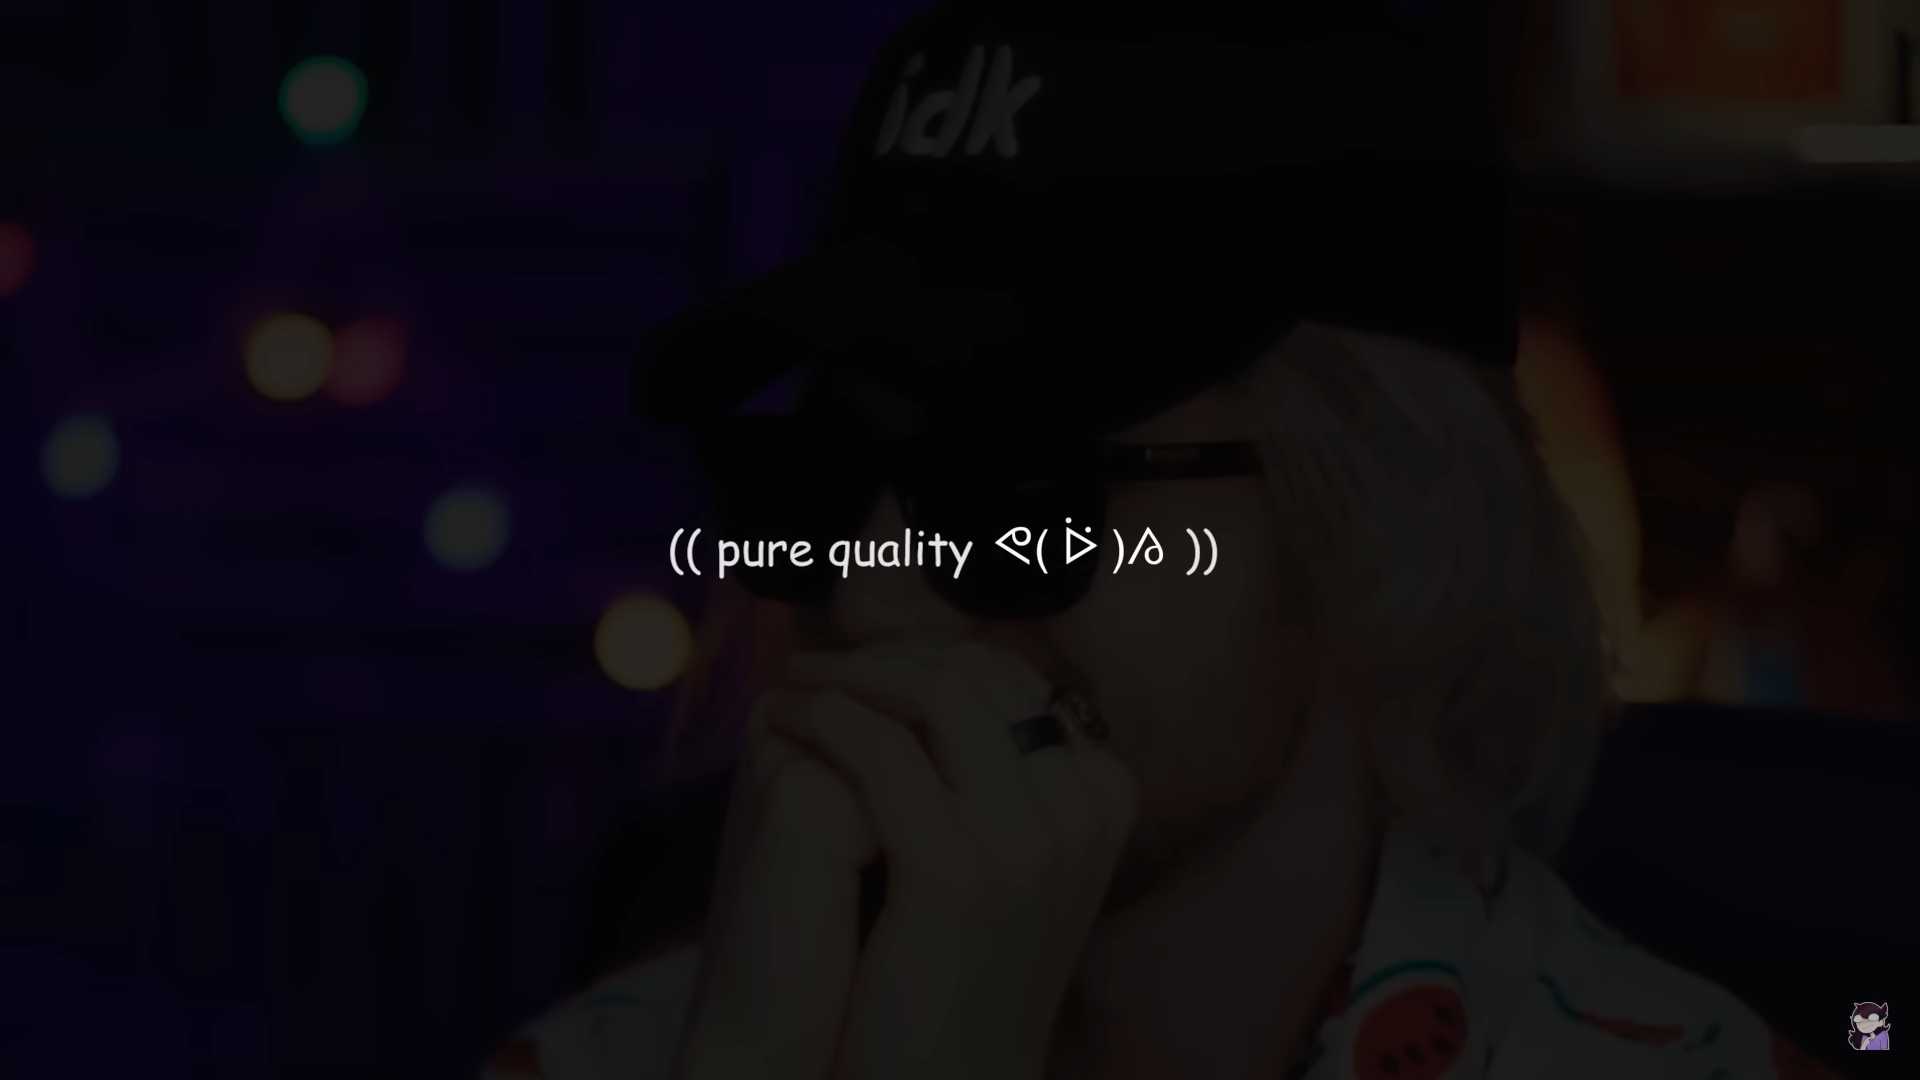 idk
(( pure quality ᕙ( ᐖ )ᕗ ))